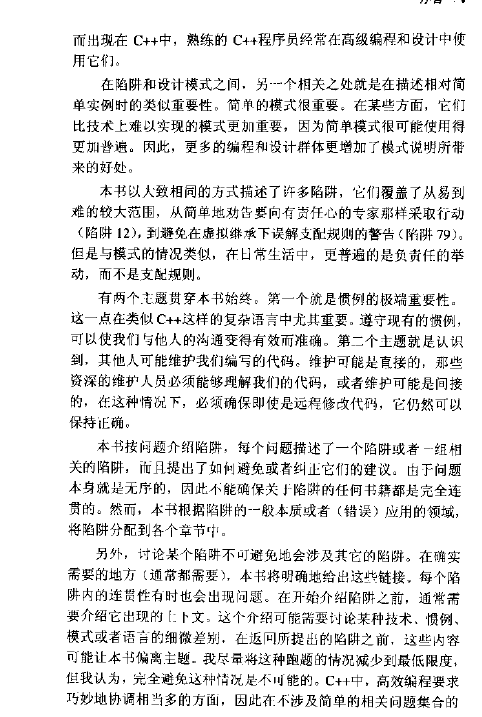 而出现在 C++中，熟练的 C++程序员经常在高级编程和设计中使
用它们。
在陷阱和设计模式之间，另一个相关之处就是在描述相对简
单实例时的类似重要性。简单的模式很重要。在某些方面，它们
比技术上难以实现的模式更加重要，因为简单模式很可能使用得
更加普遍。因此，更多的编程和设计群体更增加了模式说明所带
来的好处。
本书以大致相同的方式描述了许多陷阱，它们覆盖了从易到
难的较大范围，从简单地劝告要向有责任心的专家那样采取行动
（陷阱 12），到避免在虚拟继承下误解支配规则的警告（陷阱 79）。
但是与模式的情况类似，在日常生活中，更普遍的是负责任的举
动，而不是支配规则。
有两个主题贯穿本书始终。第一个就是惯例的极端重要性。
这一点在类似 C++这样的复杂语言中尤其重要。遵守现有的惯例，
可以使我们与他人的沟通变得有效而准确。第二个主题就是认识
到，其他人可能维护我们编写的代码。维护可能是直接的，那些
资深的维护人员必须能够理解我们的代码，或者维护可能是间接
的，在这种情况下，必须确保即使是远程修改代码，它仍然可以
保持正确。
本书按问题介绍陷阱，每个问题描述了一个陷阱或者一组相
关的陷阱，而且提出了如何避免或者纠正它们的建议。由于问题
本身就是无序的，因此不能确保关于陷阱的任何书籍都是完全连
贯的。然而，本书根据陷阱的一般本质或者（错误）应用的领域，
将陷阱分配到各个章节中。
另外，讨论某个陷阱不可避免地会涉及其它的陷阱。在确实
需要的地方（通常都需要），本书将明确地给出这些链接。每个陷
阱内的连贯性有时也会出现问题。在开始介绍陷阱之前，通常需
要介绍它出现的上下文。这个介绍可能需要讨论某种技术、惯例、
模式或者语言的细微差别，在返回所提出的陷阱之前，这些内容
可能让本书偏离主题。我尽量将这种跑题的情况减少到最低限度，
但我认为，完全避免这种情况是不可能的。C++中，高效编程要求
巧妙地协调相当多的方面，因此在不涉及简单的相关问题集合的